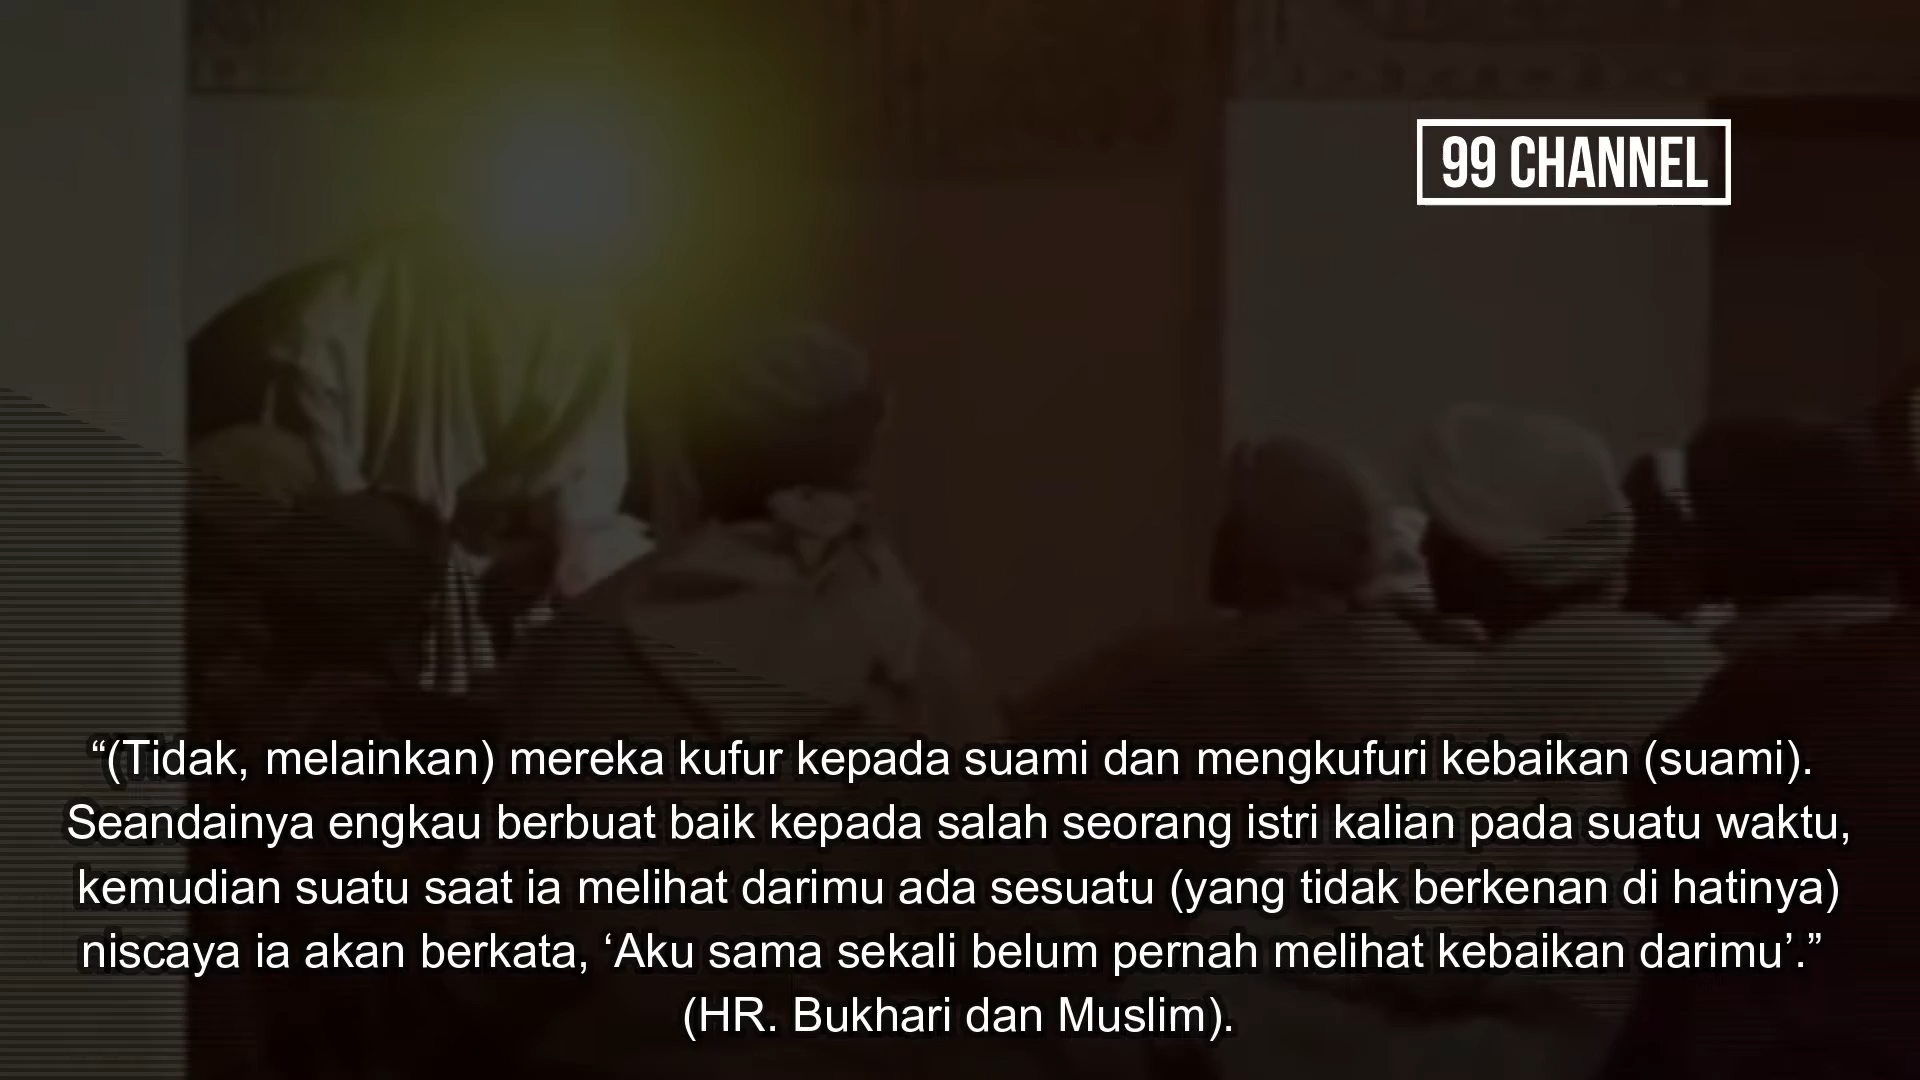 99 CHANNEL
“(Tidak, melainkan) mereka kufur kepada suami dan mengkufuri kebaikan (suami).
Seandainya engkau berbuat baik kepada salah seorang istri kalian pada suatu waktu,
kemudian suatu saat ia melihat darimu ada sesuatu (yang tidak berkenan di hatinya)
niscaya ia akan berkata, ‘Aku sama sekali belum pernah melihat kebaikan darimu’.”
(HR. Bukhari dan Muslim).